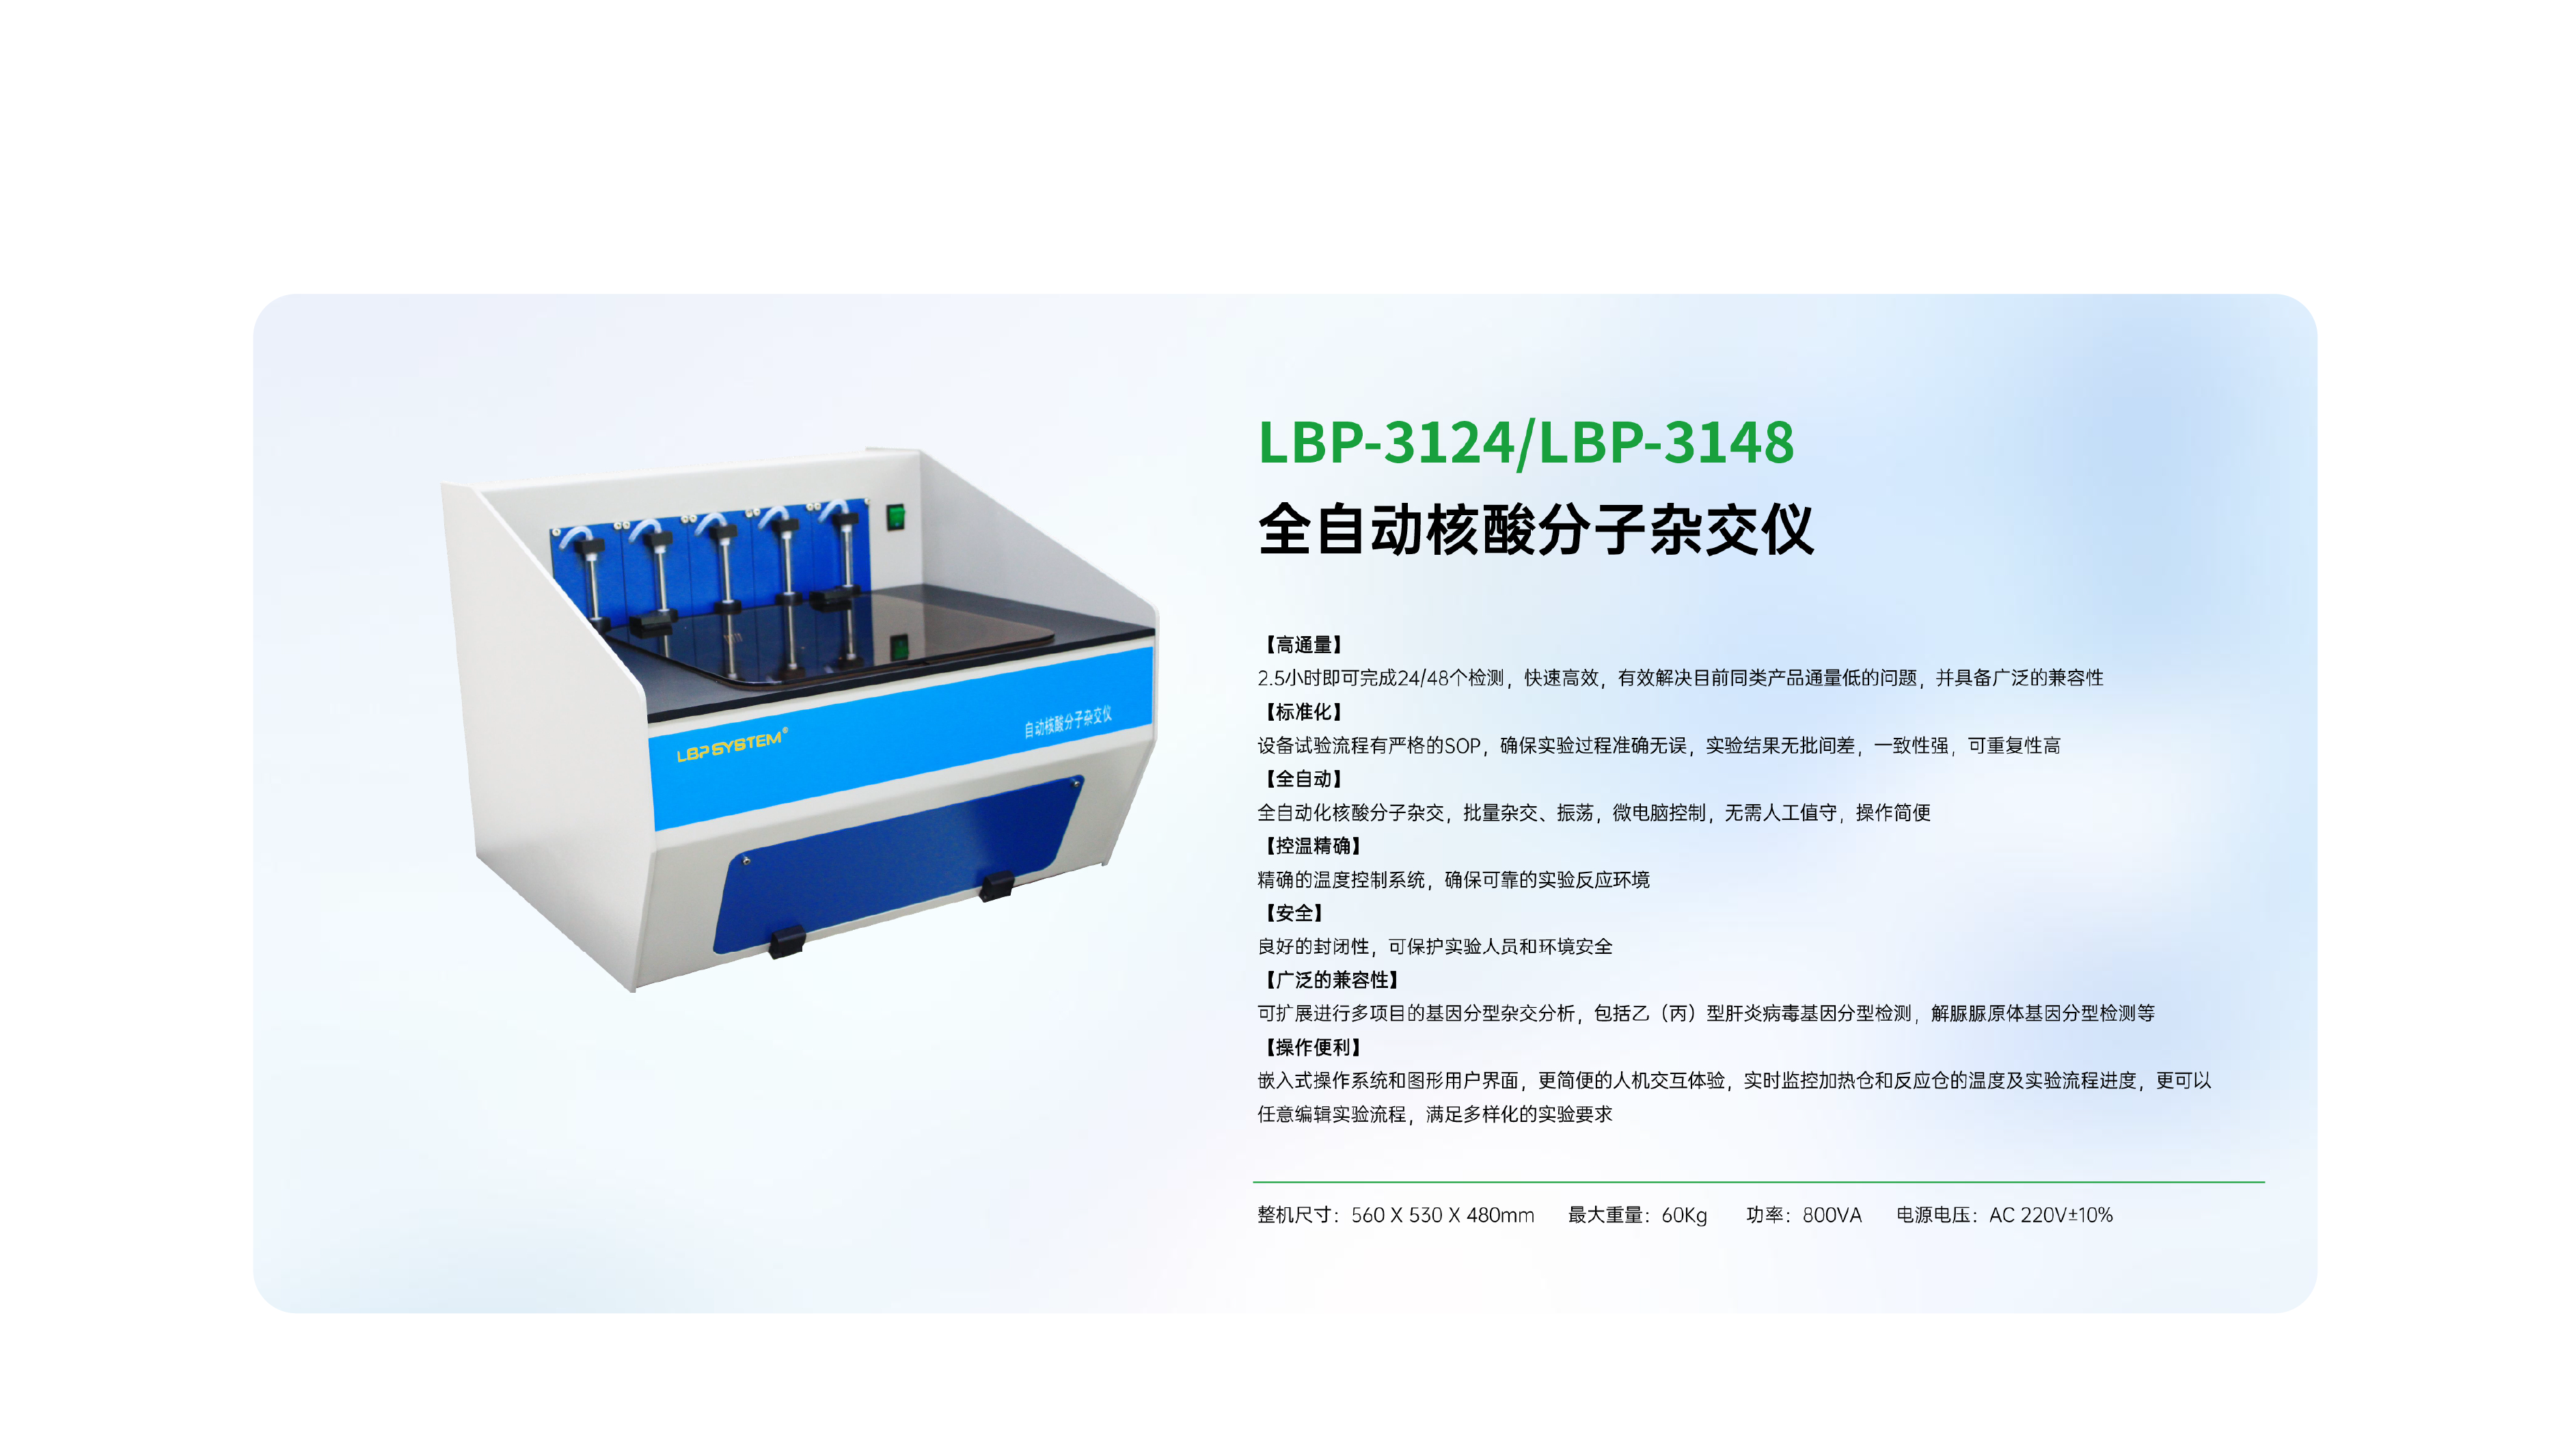 LBP-3124/LBP-3148
全自动核酸分子杂交仪
LBPSYSTEM®
自动核酸分子杂交仪
【高通量】
2.5小时即可完成24/48个检测，快速高效，有效解决目前同类产品通量低的问题，并具备广泛的兼容性
【标准化】
设备试验流程有严格的SOP，确保实验过程准确无误，实验结果无批间差，一致性强，可重复性高
【全自动】
全自动化核酸分子杂交，批量杂交、振荡，微电脑控制，无需人工值守，操作简便
【控温精确】
精确的温度控制系统，确保可靠的实验反应环境
【安全】
良好的封闭性，可保护实验人员和环境安全
【广泛的兼容性】
可扩展进行多项目的基因分型杂交分析，包括乙（丙）型肝炎病毒基因分型检测，解脲脲原体基因分型检测等
【操作便利】
嵌入式操作系统和图形用户界面，更简便的人机交互体验，实时监控加热仓和反应仓的温度及实验流程进度，更可以
任意编辑实验流程，满足多样化的实验要求
整机尺寸：560 X 530 X 480mm 最大重量：60Kg 功率：800VA 电源电压：AC 220V±10%